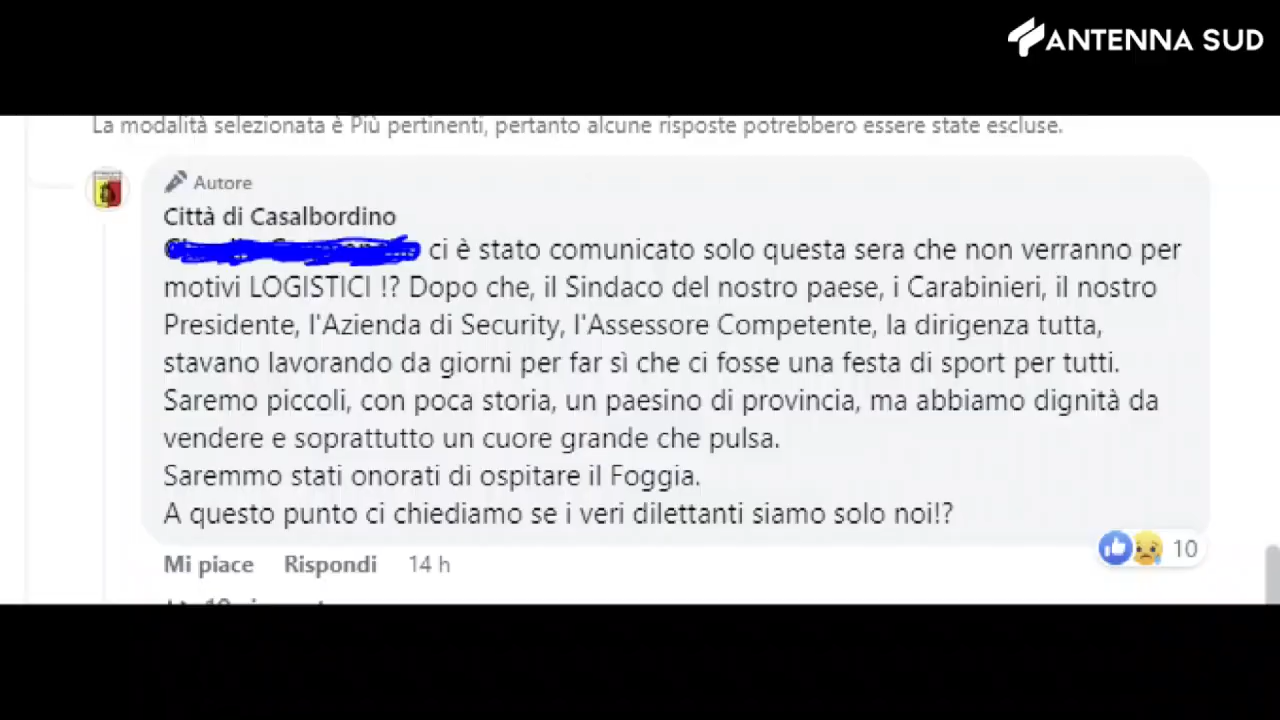 ANTENNA SUD
La modalità selezionata è Più pertinenti, pertanto alcune risposte potrebbero essere state escluse.
Autore
Città di Casalbordino
ci è stato comunicato solo questa sera che non verranno per
motivi LOGISTICI !? Dopo che, il Sindaco del nostro paese, i Carabinieri, il nostro
Presidente, l'Azienda di Security, l'Assessore Competente, la dirigenza tutta,
stavano lavorando da giorni per far sì che ci fosse una festa di sport per tutti.
Saremo piccoli, con poca storia, un paesino di provincia, ma abbiamo dignità da
vendere e soprattutto un cuore grande che pulsa.
Saremmo stati onorati di ospitare il Foggia.
A questo punto ci chiediamo se i veri dilettanti siamo solo noi!?
Mi piace Rispondi 14 h
10